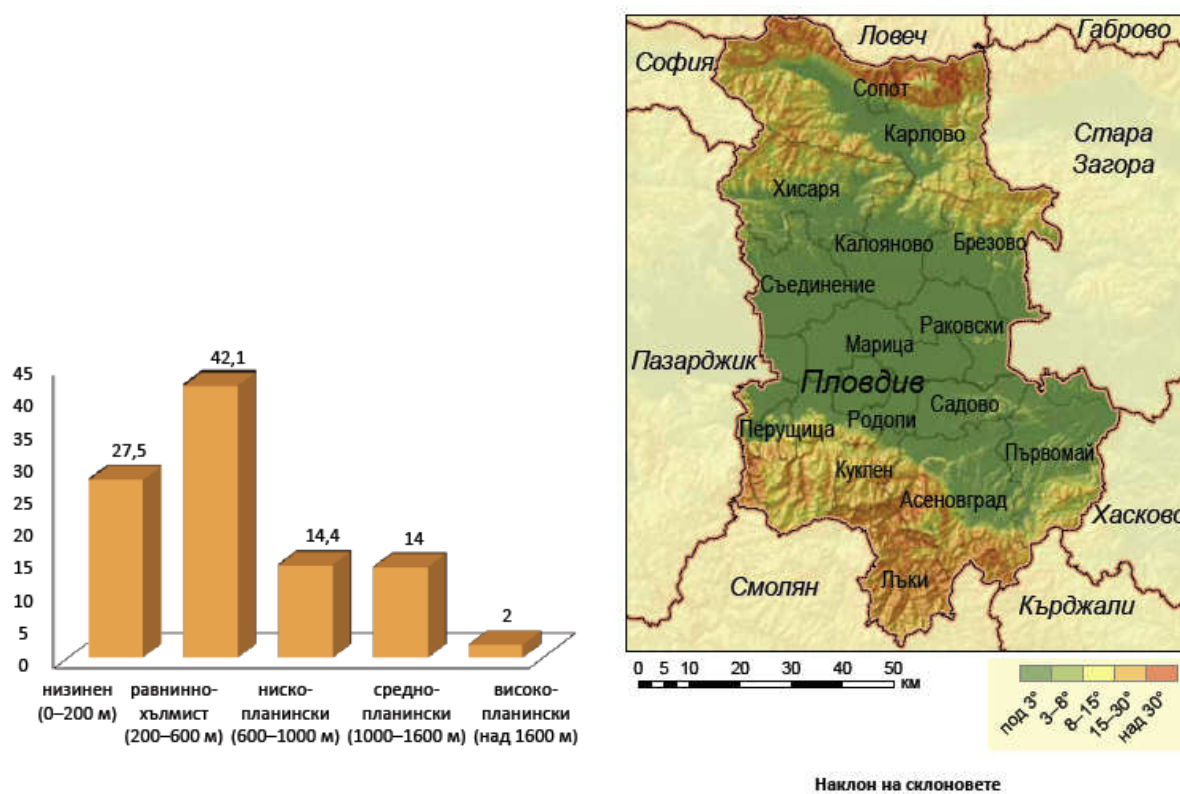 45
40
35
30
25
20
15
10
5
0
27,5
42,1
14,4
14
2
низинен
(0–200 м)
равнинно-
хълмист
(200–600 м)
ниско-
планински
(600–1000 м)
средно-
планински
(1000–1600 м)
високо-
планински
(над 1600 м)
Ловеч
Габрово
София
Сопот
Карлово
Стара
Загора
Хисаря
Калояново
Брезово
Съединение
Раковски
Марица
Пазарджик
Пловдив
Садово
Родопи
Перущица
Първомай
Куклен
Асеновград
Хасково
Лъки
Смолян
Кърджали
0 5 10 20 30 40 50
км
под 3°
3–8°
8–15°
15–30°
над 30°
Наклон на склоновете